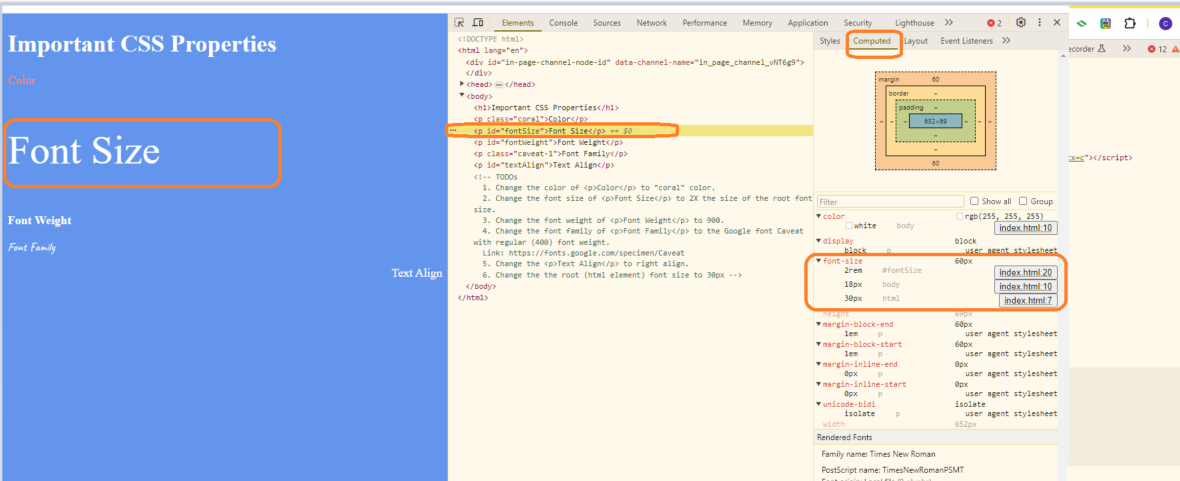 Important CSS Properties
Color
Font Size
Font Weight
Font Family
Text Align
Elements Console Sources Network Performance Memory Application Security Lighthouse 2
<!DOCTYPE html>
<html lang="en">
<div id="in-page-channel-node-id" data-channel-name="in_page_channel_vNT6g9">
</div>
<head> </head>
<body>
<h1>Important CSS Properties</h1>
<p class="coral">Color</p>
<p id="fontSize">Font Size</p> == $0
<p id="fontWeight">Font Weight</p>
<p class="caveat-1">Font Family</p>
<p id="textAlign">Text Align</p>
<!-- TODOs
1. Change the color of <p>Color</p> to "coral" color.
2. Change the font size of <p>Font Size</p> to 2X the size of the root font
size.
3. Change the font weight of <p>Font Weight</p> to 900.
4. Change the font family of <p>Font Family</p> to the Google font Caveat
with regular (400) font weight.
Link: https://fonts.google.com/specimen/Caveat
5. Change the <p>Text Align</p> to right align.
6. Change the the root (html element) font size to 30px -->
</body>
</html>
Styles Computed Layout Event Listeners
margin 60
border -
padding -
- - - 652×69 - - -
-
-
60
Filter Show all Group
color rgb(255, 255, 255)
white body index.html:10
display block
block p user agent stylesheet
font-size 60px
2rem #fontSize index.html:20
18px body index.html:10
30px html index.html:7
height 69px
margin-block-end 60px
1em p user agent stylesheet
margin-block-start 60px
1em p user agent stylesheet
margin-inline-end 0px
0px p user agent stylesheet
margin-inline-start 0px
0px p user agent stylesheet
unicode-bidi isolate
isolate p user agent stylesheet
width 652px
Rendered Fonts
Family name: Times New Roman
PostScript name: TimesNewRomanPSMT
C
ecorder 12
"></script>